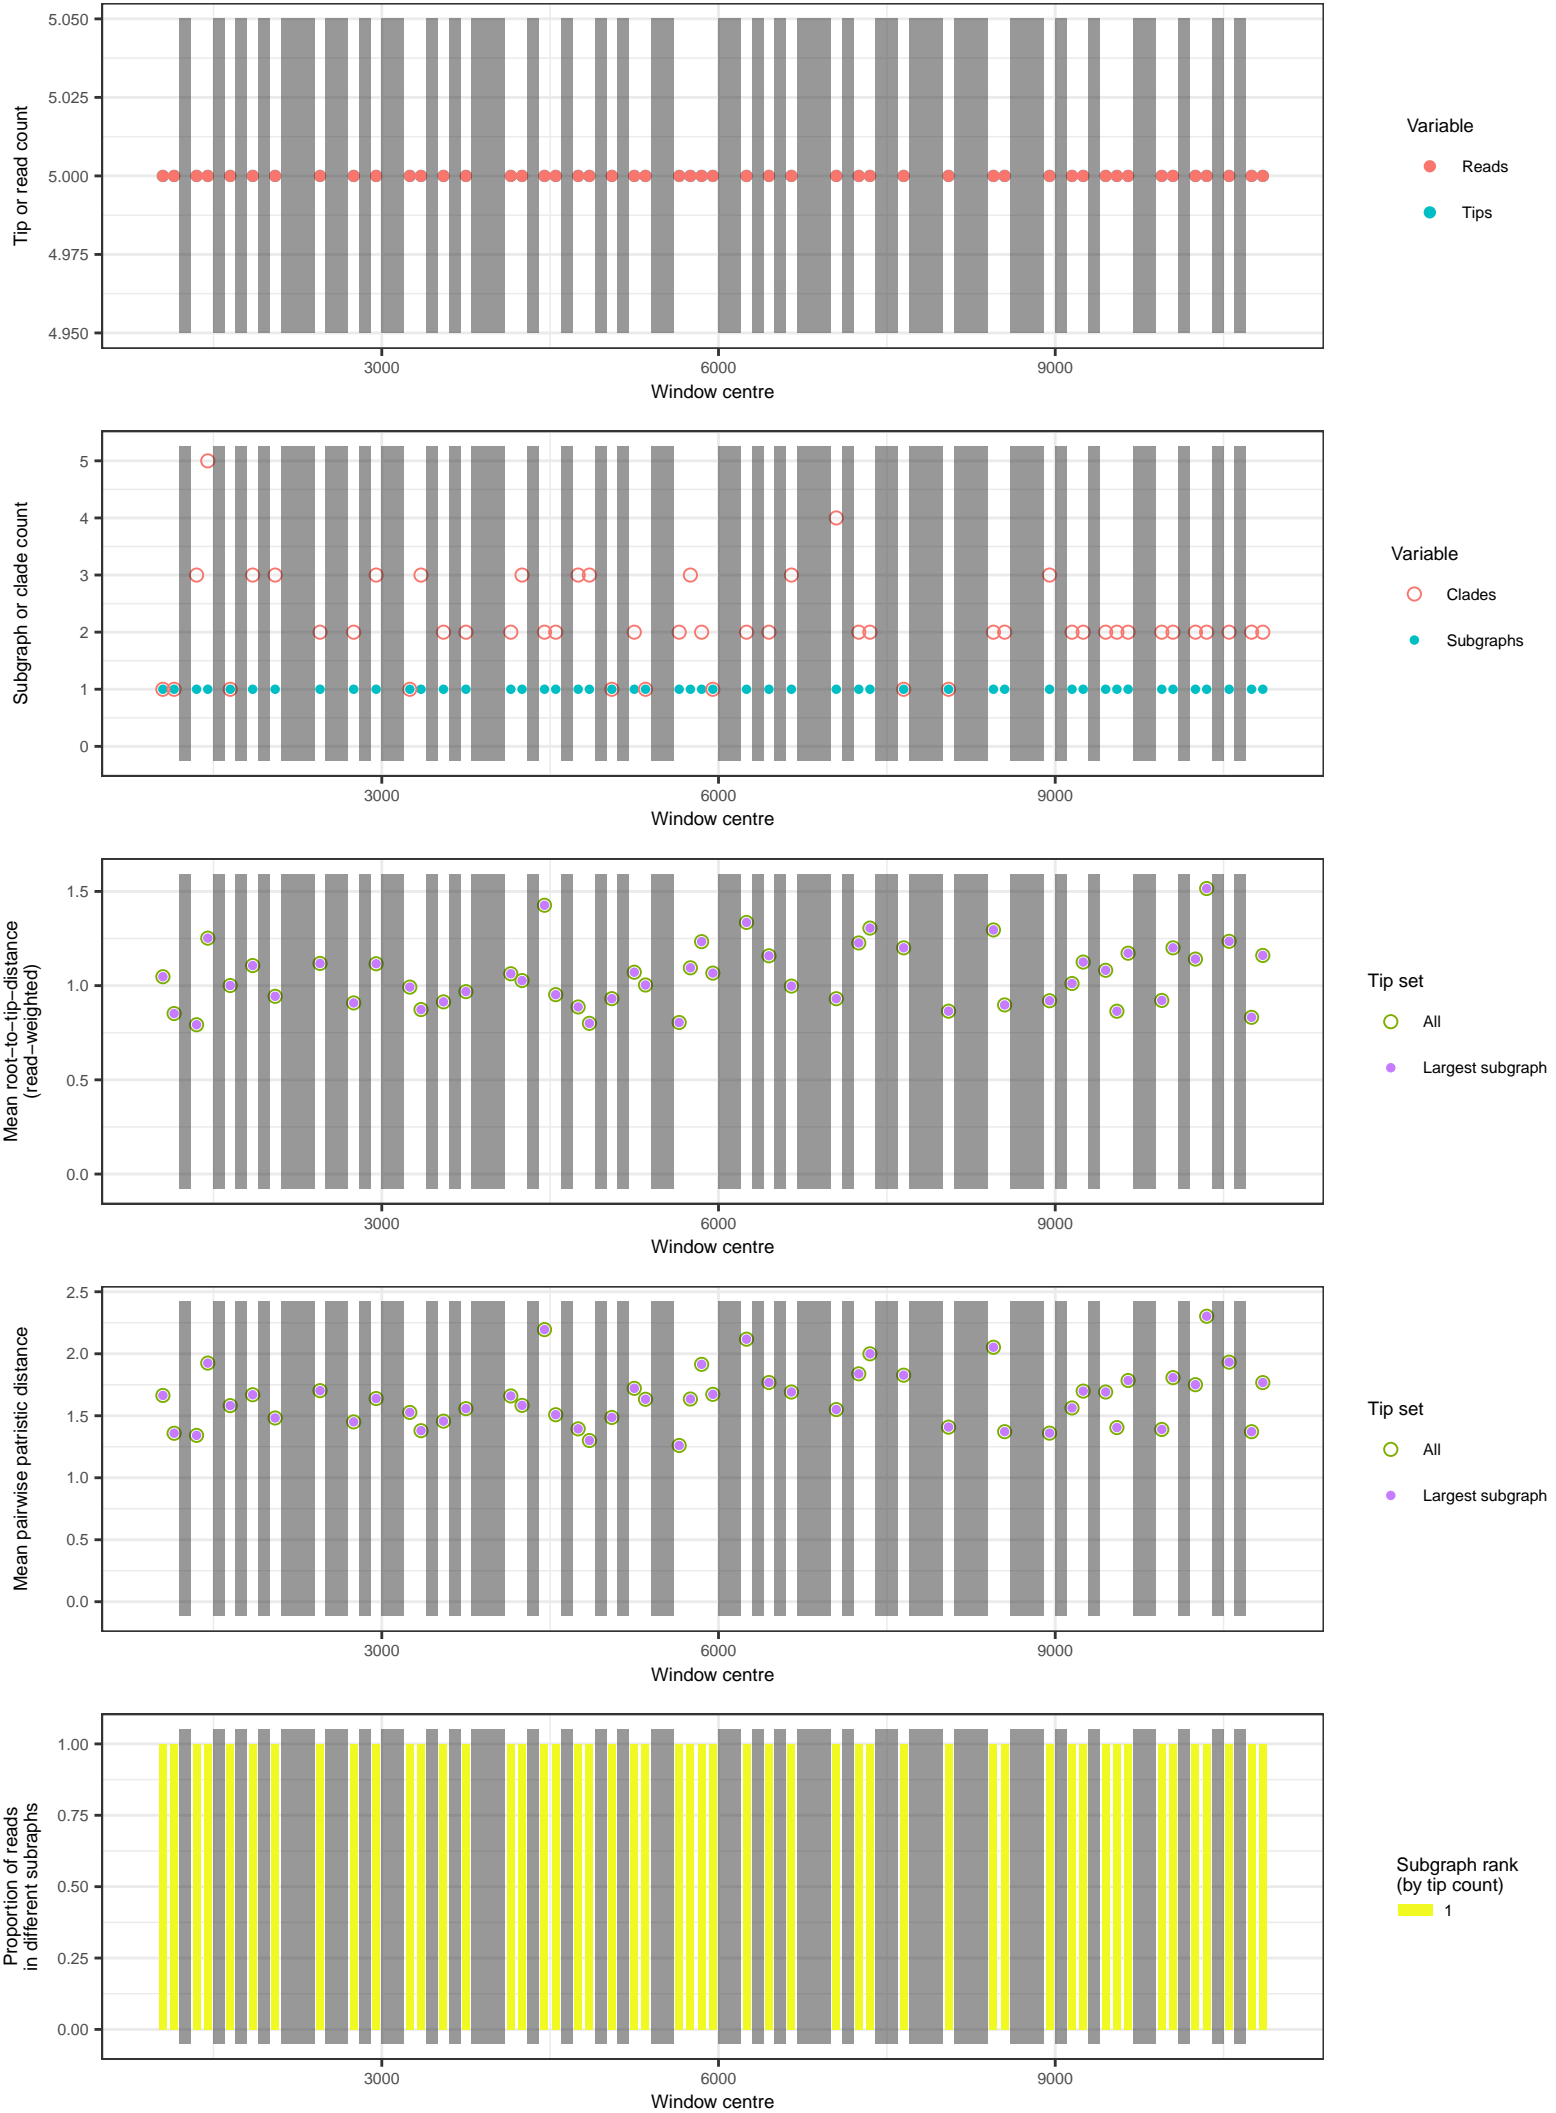 5.050
5.025
5.000
4.975
4.950
Tip or read count
3000
6000
9000
Window centre
Variable
Reads
Tips
5
4
3
2
1
0
Subgraph or clade count
3000
6000
9000
Window centre
Variable
Clades
Subgraphs
1.5
1.0
0.5
0.0
Mean root−to−tip−distance
(read−weighted)
3000
6000
9000
Window centre
Tip set
All
Largest subgraph
2.5
2.0
1.5
1.0
0.5
0.0
Mean pairwise patristic distance
3000
6000
9000
Window centre
Tip set
All
Largest subgraph
1.00
0.75
0.50
0.25
0.00
Proportion of reads
in different subraphs
3000
6000
9000
Window centre
Subgraph rank
(by tip count)
1